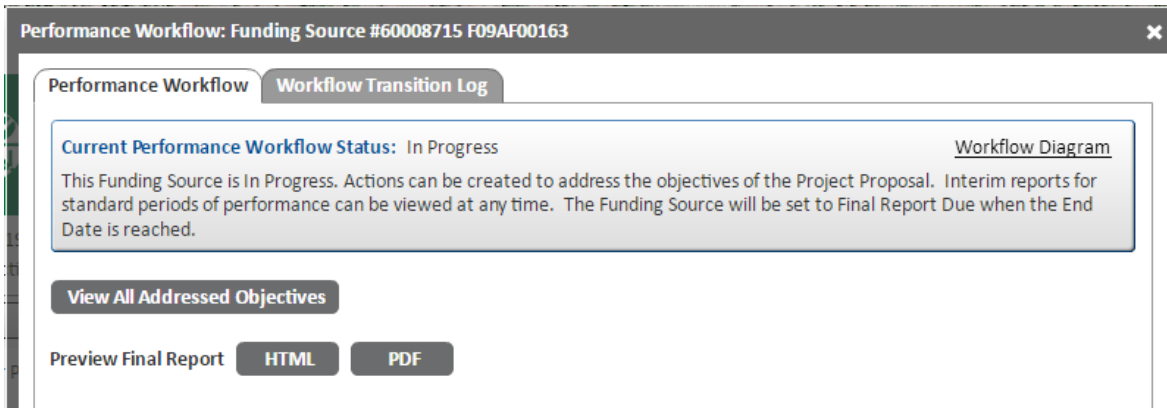 Performance Workflow: Funding Source #60008715 F09AF00163
Performance Workflow Workflow Transition Log
Current Performance Workflow Status: In Progress Workflow Diagram
This Funding Source is In Progress. Actions can be created to address the objectives of the Project Proposal. Interim reports for
standard periods of performance can be viewed at any time. The Funding Source will be set to Final Report Due when the End
Date is reached.
View All Addressed Objectives
Preview Final Report HTML PDF